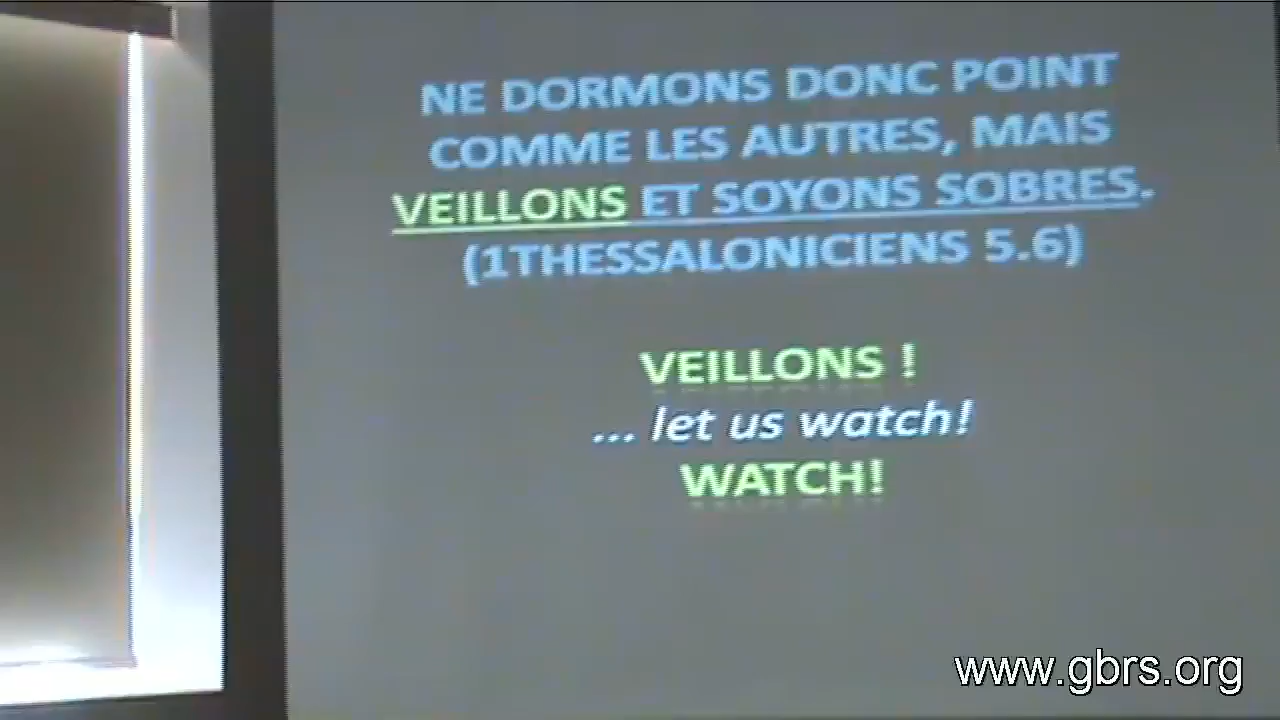 NE DORMONS DONC POINT
COMME LES AUTRES, MAIS
VEILLONS ET SOYONS SOBRES.
(1THESSALONICIENS 5.6)
VEILLONS !
... let us watch!
WATCH!
www.gbrs.org